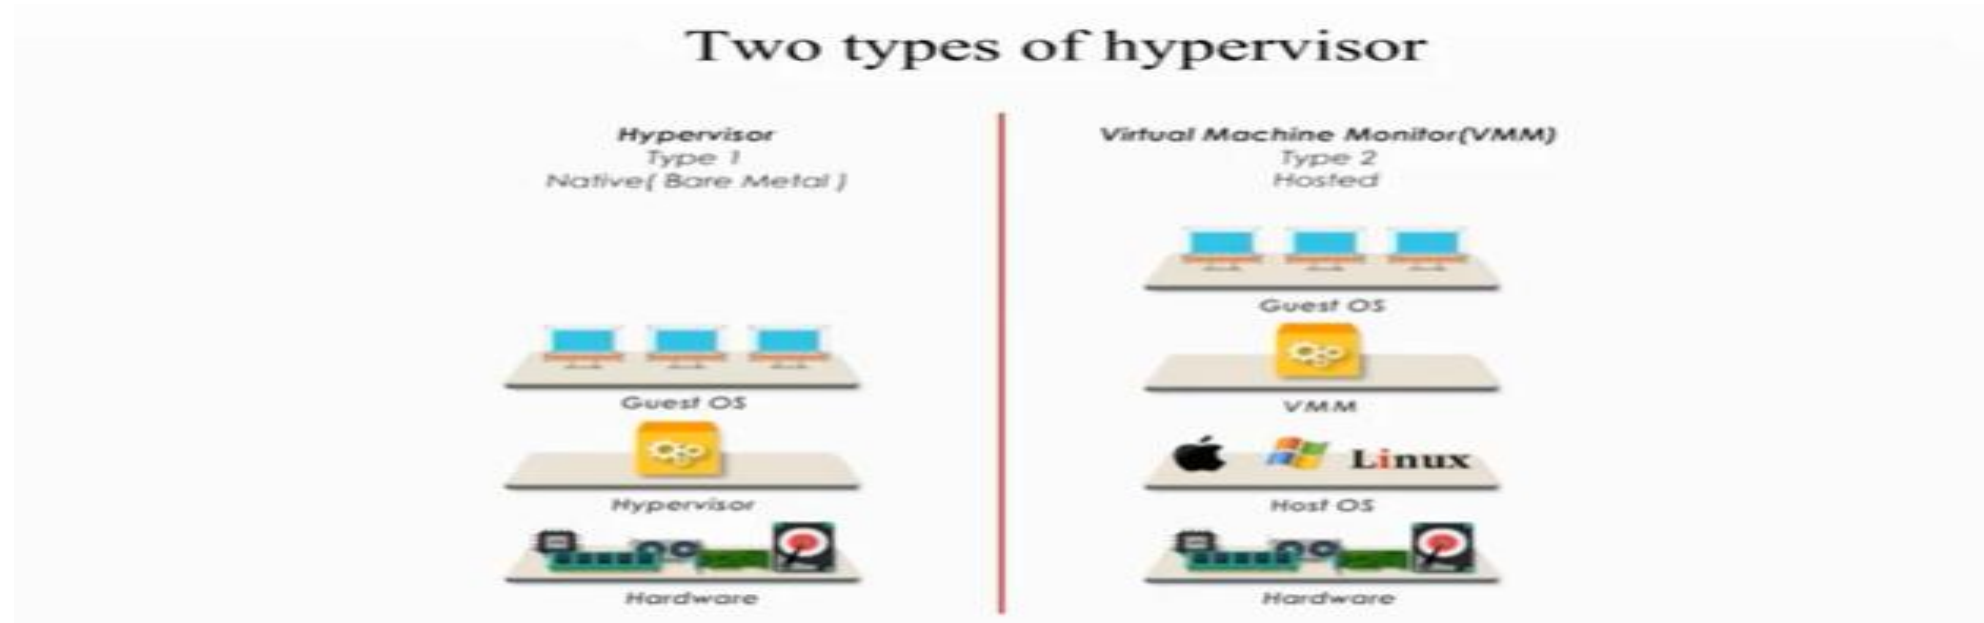 Two types of hypervisor
Hypervisor
Type 1
Native( Bare Metal )
Guest OS
Hypervisor
Hardware
Virtual Machine Monitor(VMM)
Type 2
Hosted
Guest OS
VMM
Linux
Host OS
Hardware